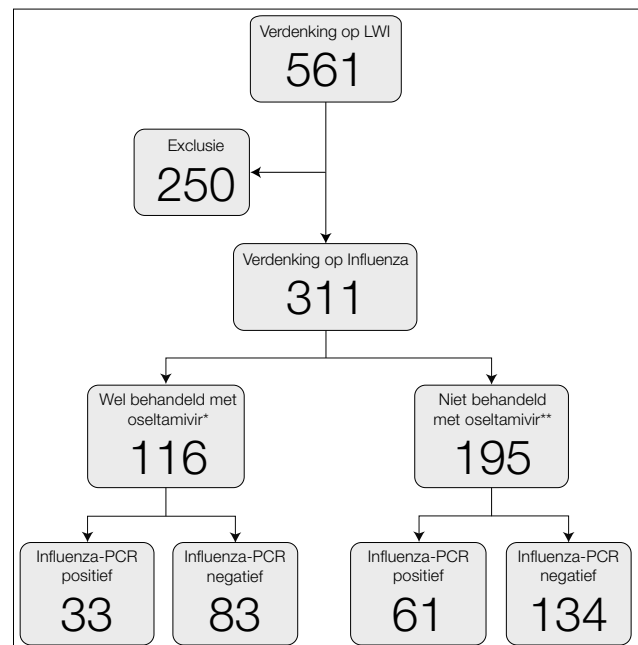 Verdenking op LWI
561
Exclusie
250
Verdenking op Influenza
311
Wel behandeld met
oseltamivir*
116
Niet behandeld
met oseltamivir**
195
Influenza-PCR
positief
33
Influenza-PCR
negatief
83
Influenza-PCR
positief
61
Influenza-PCR
negatief
134